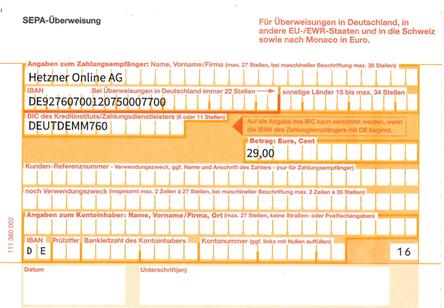 SEPA-Überweisung
Für Überweisungen in Deutschland, in
andere EU-/EWR-Staaten und in die Schweiz
sowie nach Monaco in Euro.
Angaben zum Zahlungsempfänger: Name, Vorname/Firma (max. 27 Stellen, bei maschineller Beschriftung max. 35 Stellen)
Hetzner Online AG
IBAN Bei Überweisungen in Deutschland immer 22 Stellen sonstige Länder 15 bis max. 34 Stellen
DE92760700120750007700
BIC des Kreditinstituts/Zahlungsdienstleisters (8 oder 11 Stellen)
DEUTDEMM760
Auf die Angabe des BIC kann verzichtet werden, wenn
die IBAN des Zahlungsempfängers mit DE beginnt.
Betrag: Euro, Cent
29,00
Kunden-Referenznummer - Verwendungszweck, ggf. Name und Anschrift des Zahlers - (nur für Zahlungsempfänger)
noch Verwendungszweck (insgesamt max. 2 Zeilen à 27 Stellen, bei maschineller Beschriftung max. 2 Zeilen à 35 Stellen)
Angaben zum Kontoinhaber: Name, Vorname/Firma, Ort (max. 27 Stellen, keine Straßen- oder Postfachangaben)
IBAN Prüfziffer Bankleitzahl des Kontoinhabers Kontonummer (ggf. links mit Nullen auffüllen)
D E 16
111 360 002
Datum Unterschrift(en)